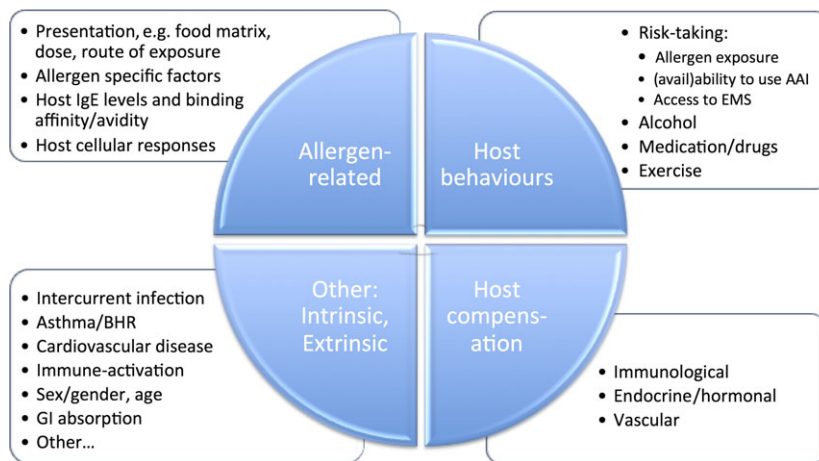 • Presentation, e.g. food matrix,
dose, route of exposure
• Allergen specific factors
• Host IgE levels and binding
affinity/avidity
• Host cellular responses
Allergen-
related
• Risk-taking:
• Allergen exposure
• (avail)ability to use AAI
• Access to EMS
• Alcohol
• Medication/drugs
• Exercise
Host
behaviours
• Intercurrent infection
• Asthma/BHR
• Cardiovascular disease
• Immune-activation
• Sex/gender, age
• GI absorption
• Other...
Other:
Intrinsic,
Extrinsic
Host
compens-
ation
• Immunological
• Endocrine/hormonal
• Vascular